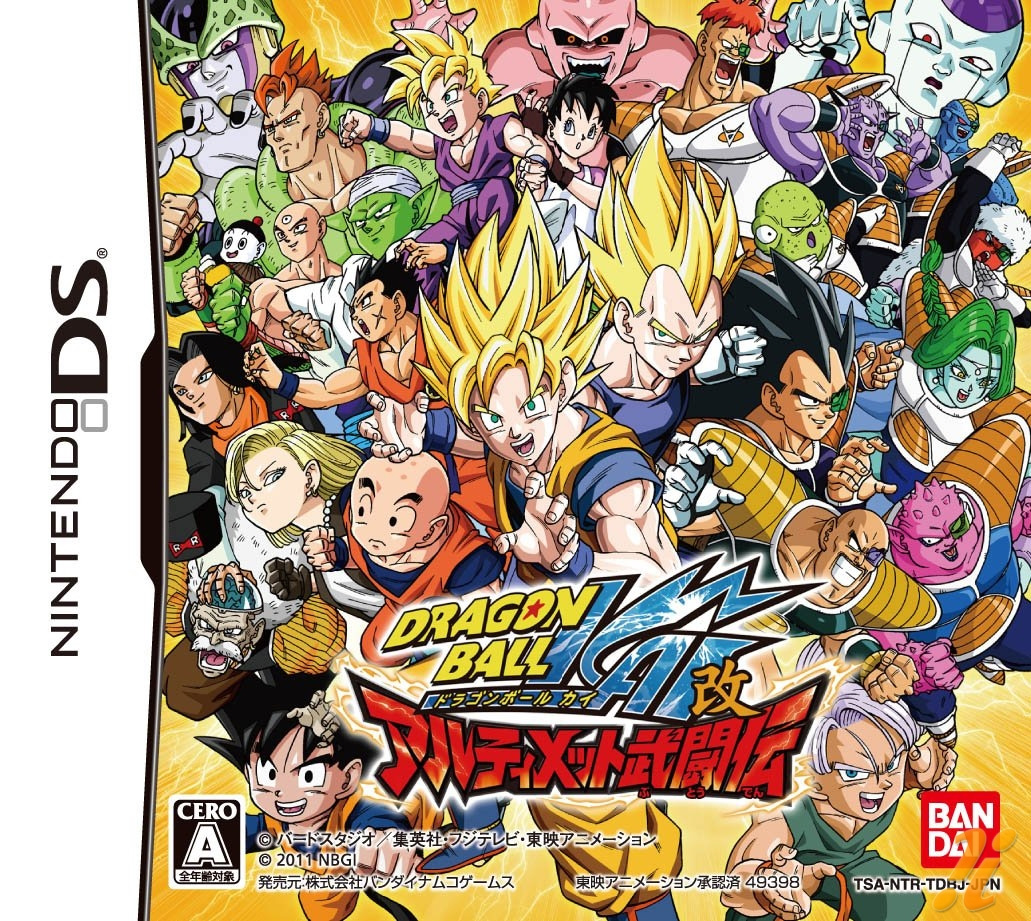 NINTENDO DS®
DRAGON
BALL
KAI 改
ドラゴンボール カイ
アルティメット武闘伝
ぶとうでん
CERO
A
全年齢対象
© バードスタジオ/集英社・フジテレビ・東映アニメーション
© 2011 NBGI
発売元:株式会社バンダイナムコゲームス
東映アニメーション承認済 49398
BAN
DAI
TSA-NTR-TDBJ-JPN